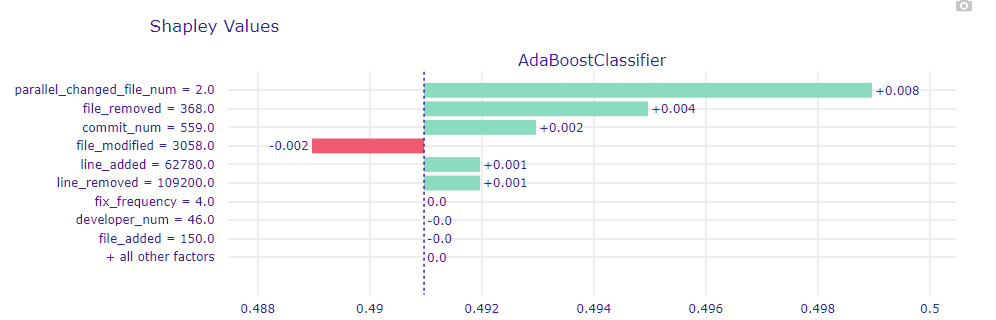 Shapley Values
AdaBoostClassifier
parallel_changed_file_num = 2.0 +0.008
file_removed = 368.0 +0.004
commit_num = 559.0 +0.002
file_modified = 3058.0 -0.002
line_added = 62780.0 +0.001
line_removed = 109200.0 +0.001
fix_frequency = 4.0 0.0
developer_num = 46.0 -0.0
file_added = 150.0 -0.0
+ all other factors 0.0
0.488 0.49 0.492 0.494 0.496 0.498 0.5